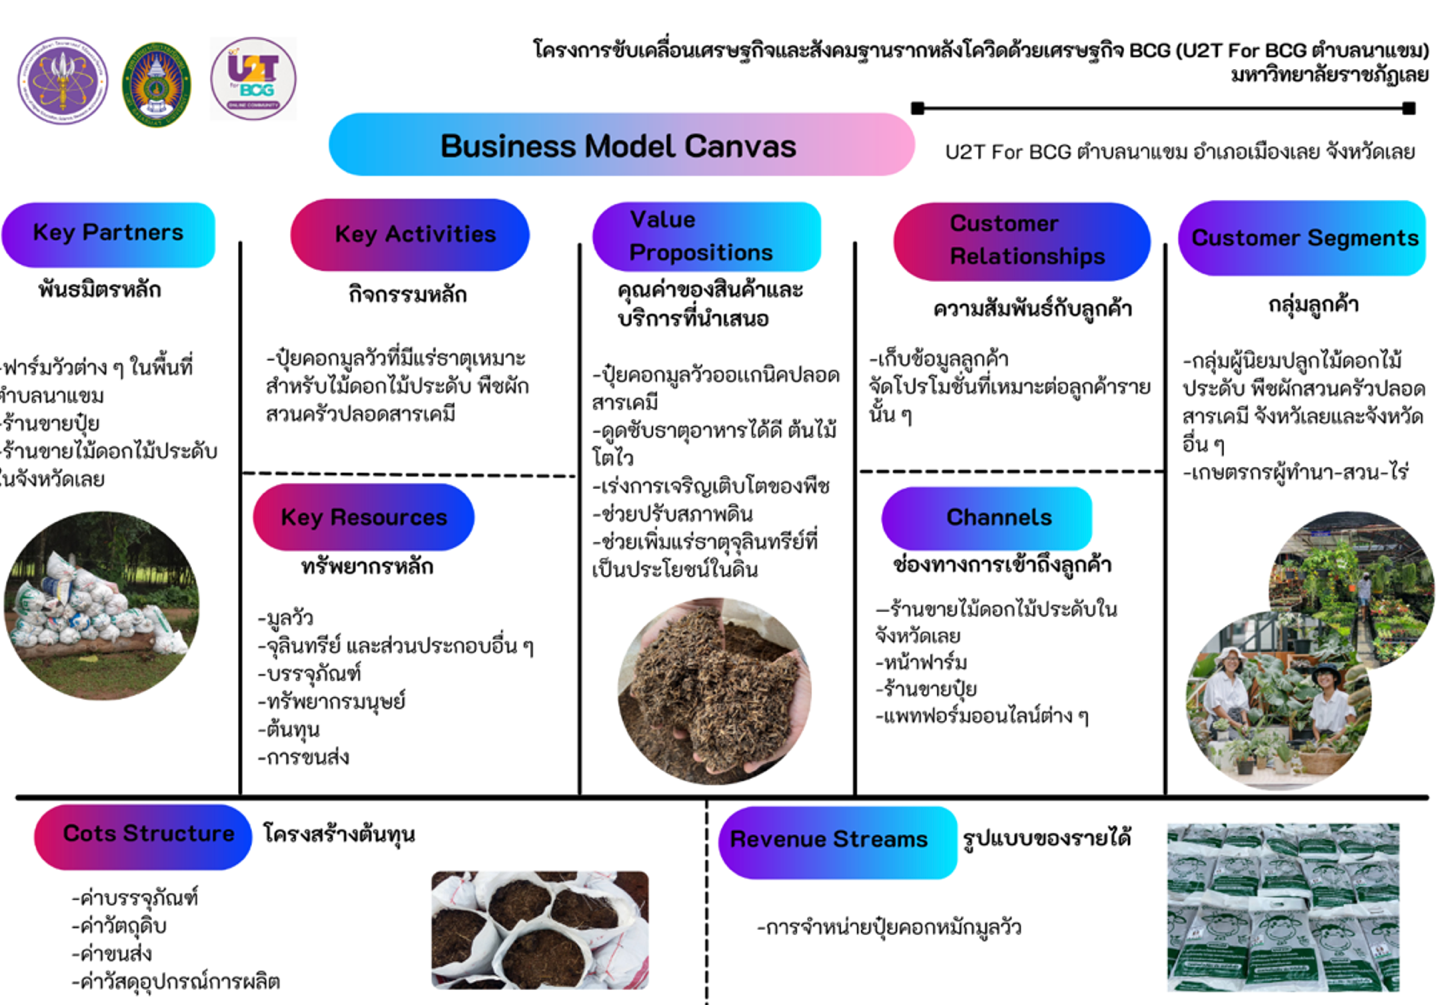 U2T
for BCG
ONLINE COMMUNITY
โครงการขับเคลื่อนเศรษฐกิจและสังคมฐานรากหลังโควิดด้วยเศรษฐกิจ BCG (U2T For BCG ตำบลนาแขม)
มหาวิทยาลัยราชภัฏเลย
Business Model Canvas
U2T For BCG ตำบลนาแขม อำเภอเมืองเลย จังหวัดเลย
Key Partners
พันธมิตรหลัก
-ฟาร์มวัวต่าง ๆ ในพื้นที่
ตำบลนาแขม
-ร้านขายปุ๋ย
-ร้านขายไม้ดอกไม้ประดับ
ในจังหวัดเลย
Key Activities
กิจกรรมหลัก
-ปุ๋ยคอกมูลวัวที่มีแร่ธาตุเหมาะ
สำหรับไม้ดอกไม้ประดับ พืชผัก
สวนครัวปลอดสารเคมี
Key Resources
ทรัพยากรหลัก
-มูลวัว
-จุลินทรีย์ และส่วนประกอบอื่น ๆ
-บรรจุภัณฑ์
-ทรัพยากรมนุษย์
-ต้นทุน
-การขนส่ง
Value
Propositions
คุณค่าของสินค้าและ
บริการที่นำเสนอ
-ปุ๋ยคอกมูลวัวออแกนิคปลอด
สารเคมี
-ดูดซับธาตุอาหารได้ดี ต้นไม้
โตไว
-เร่งการเจริญเติบโตของพืช
-ช่วยปรับสภาพดิน
-ช่วยเพิ่มแร่ธาตุจุลินทรีย์ที่
เป็นประโยชน์ในดิน
Customer
Relationships
ความสัมพันธ์กับลูกค้า
-เก็บข้อมูลลูกค้า
จัดโปรโมชั่นที่เหมาะต่อลูกค้าราย
นั้น ๆ
Channels
ช่องทางการเข้าถึงลูกค้า
–ร้านขายไม้ดอกไม้ประดับใน
จังหวัดเลย
-หน้าฟาร์ม
-ร้านขายปุ๋ย
-แพทฟอร์มออนไลน์ต่าง ๆ
Customer Segments
กลุ่มลูกค้า
-กลุ่มผู้นิยมปลูกไม้ดอกไม้
ประดับ พืชผักสวนครัวปลอด
สารเคมี จังหวัเลยและจังหวัด
อื่น ๆ
-เกษตรกรผู้ทำนา-สวน-ไร่
Cots Structure
โครงสร้างต้นทุน
-ค่าบรรจุภัณฑ์
-ค่าวัตถุดิบ
-ค่าขนส่ง
-ค่าวัสดุอุปกรณ์การผลิต
Revenue Streams
รูปแบบของรายได้
-การจำหน่ายปุ๋ยคอกหมักมูลวัว